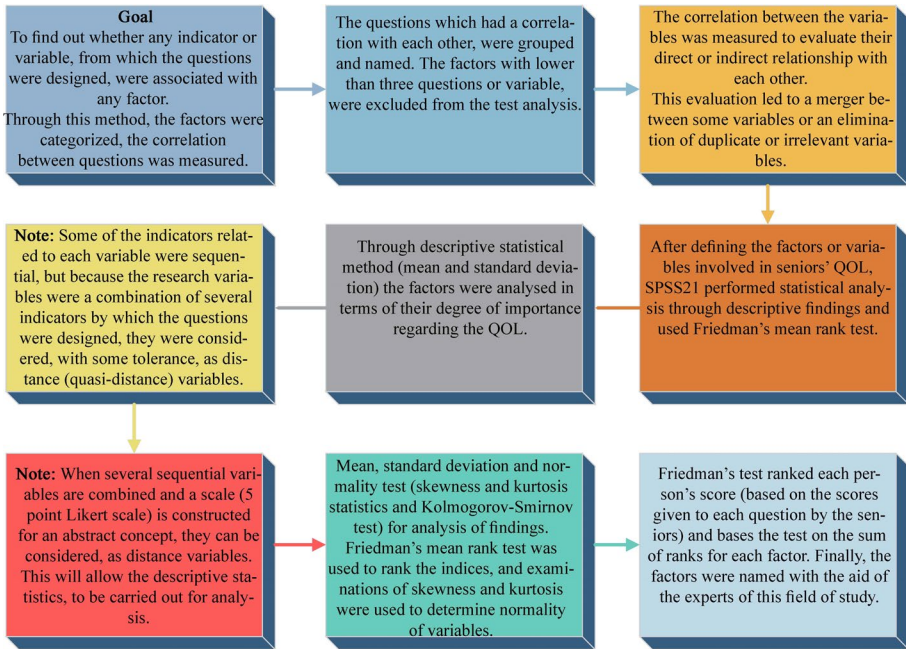 Goal
To find out whether any indicator or
variable, from which the questions
were designed, were associated with
any factor.
Through this method, the factors were
categorized, the correlation
between questions was measured.
The questions which had a correlation
with each other, were grouped
and named. The factors with lower
than three questions or variable,
were excluded from the test analysis.
The correlation between the varia-
bles was measured to evaluate their
direct or indirect relationship with
each other.
This evaluation led to a merger be-
tween some variables or an elimination
of duplicate or irrelevant varia-
bles.
After defining the factors or varia-
bles involved in seniors' QOL,
SPSS21 performed statistical anal-
ysis through descriptive findings and
used Friedman's mean rank test.
Through descriptive statistical
method (mean and standard devia-
tion) the factors were analysed in
terms of their degree of importance
regarding the QOL.
Note: Some of the indicators relat-
ed to each variable were sequen-
tial, but because the research vari-
ables were a combination of several
indicators by which the questions
were designed, they were consid-
ered, with some tolerance, as dis-
tance (quasi-distance) variables.
Note: When several sequential vari-
ables are combined and a scale (5
point Likert scale) is constructed
for an abstract concept, they can be
considered, as distance variables.
This will allow the descriptive sta-
tistics, to be carried out for analy-
sis.
Mean, standard deviation and nor-
mality test (skewness and kurtosis
statistics and Kolmogorov-Smirnov
test) for analysis of findings.
Friedman's mean rank test was
used to rank the indices, and exami-
nations of skewness and kurtosis
were used to determine normality of
variables.
Friedman's test ranked each per-
son's score (based on the scores
given to each question by the sen-
iors) and bases the test on the sum
of ranks for each factor. Finally, the
factors were named with the aid of
the experts of this field of study.